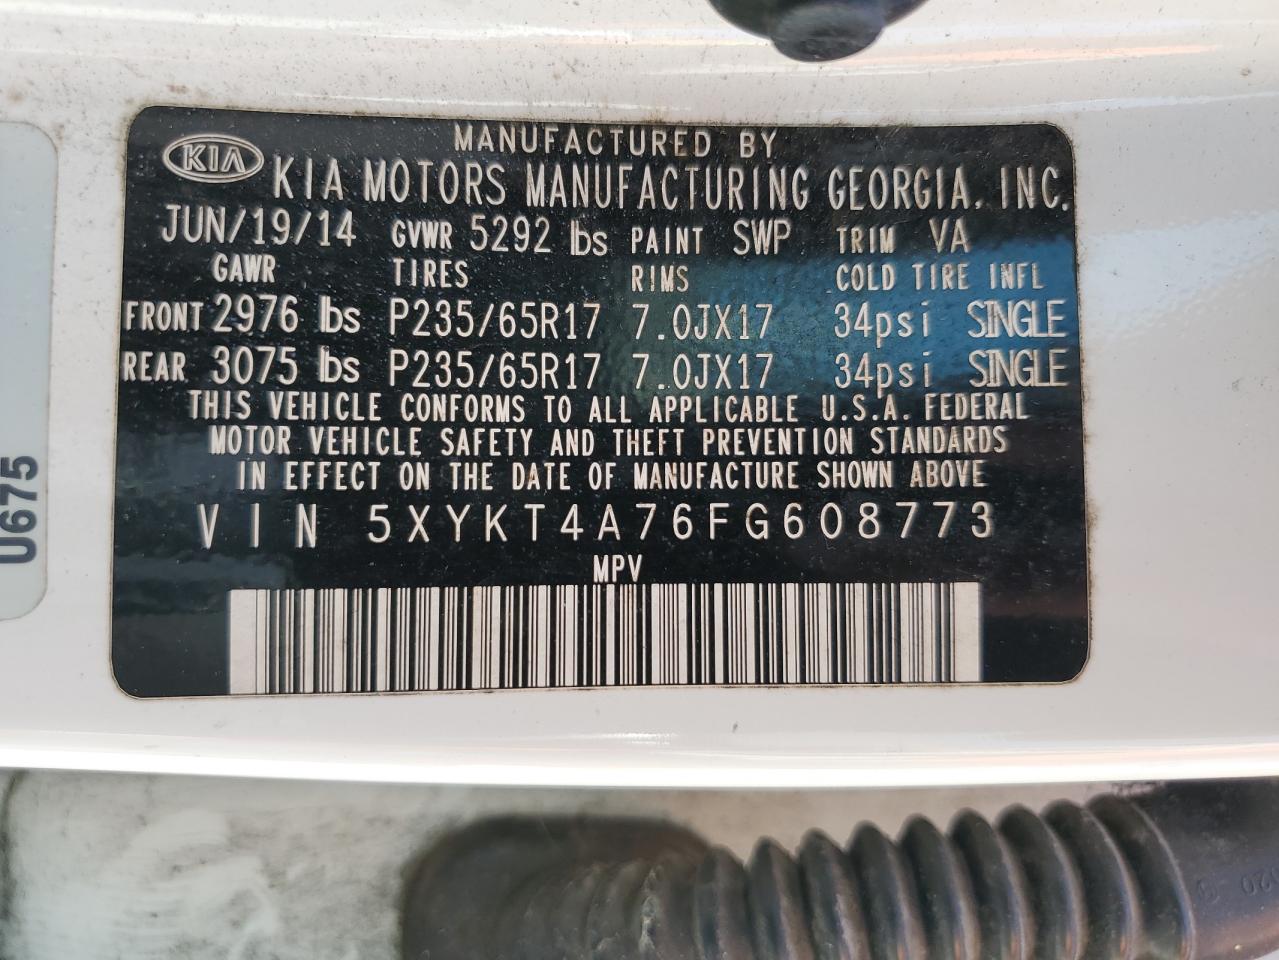 MANUFACTURED BY
KIA KIA MOTORS MANUFACTURING GEORGIA, INC.
JUN/19/14 GVWR 5292 lbs PAINT SWP TRIM VA
GAWR TIRES RIMS COLD TIRE INFL
FRONT 2976 lbs P235/65R17 7.0JX17 34psi SINGLE
REAR 3075 lbs P235/65R17 7.0JX17 34psi SINGLE
THIS VEHICLE CONFORMS TO ALL APPLICABLE U.S.A. FEDERAL
MOTOR VEHICLE SAFETY AND THEFT PREVENTION STANDARDS
IN EFFECT ON THE DATE OF MANUFACTURE SHOWN ABOVE
VIN 5XYKT4A76FG608773
MPV
U675